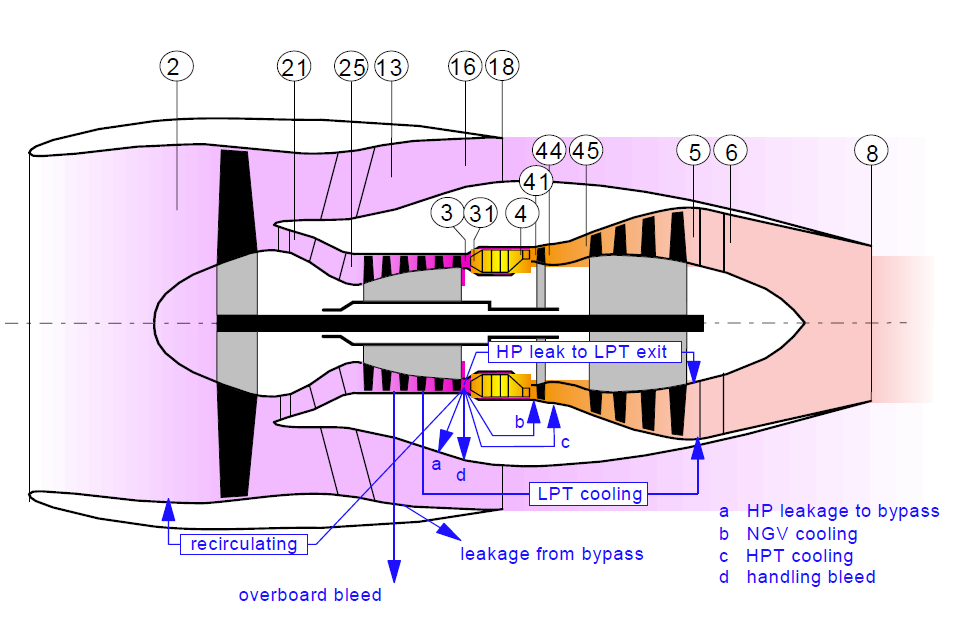 2
21
25
13
16
18
44
45
5
6
8
41
3
31
4
HP leak to LPT exit
b
c
a
d
LPT cooling
a HP leakage to bypass
b NGV cooling
c HPT cooling
d handling bleed
recirculating
leakage from bypass
overboard bleed